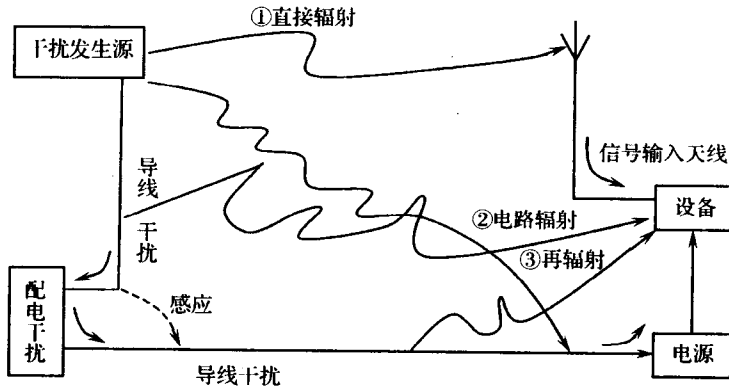 ①直接辐射
干扰发生源
信号输入天线
导线
干扰
设备
②电路辐射
③再辐射
配电干扰
感应
电源
导线干扰